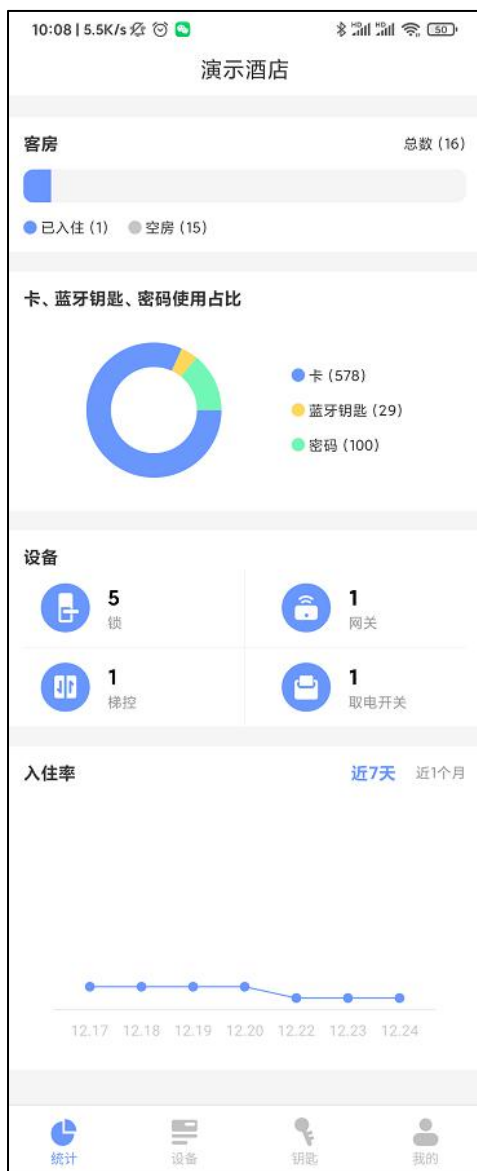 10:08 | 5.5K/s 50
演示酒店
客房 总数 (16)
已入住 (1) 空房 (15)
卡、蓝牙钥匙、密码使用占比
卡 (578)
蓝牙钥匙 (29)
密码 (100)
设备
5 1
锁 网关
1 1
梯控 取电开关
入住率 近7天 近1个月
12.17 12.18 12.19 12.20 12.22 12.23 12.24
统计 设备 钥匙 我的